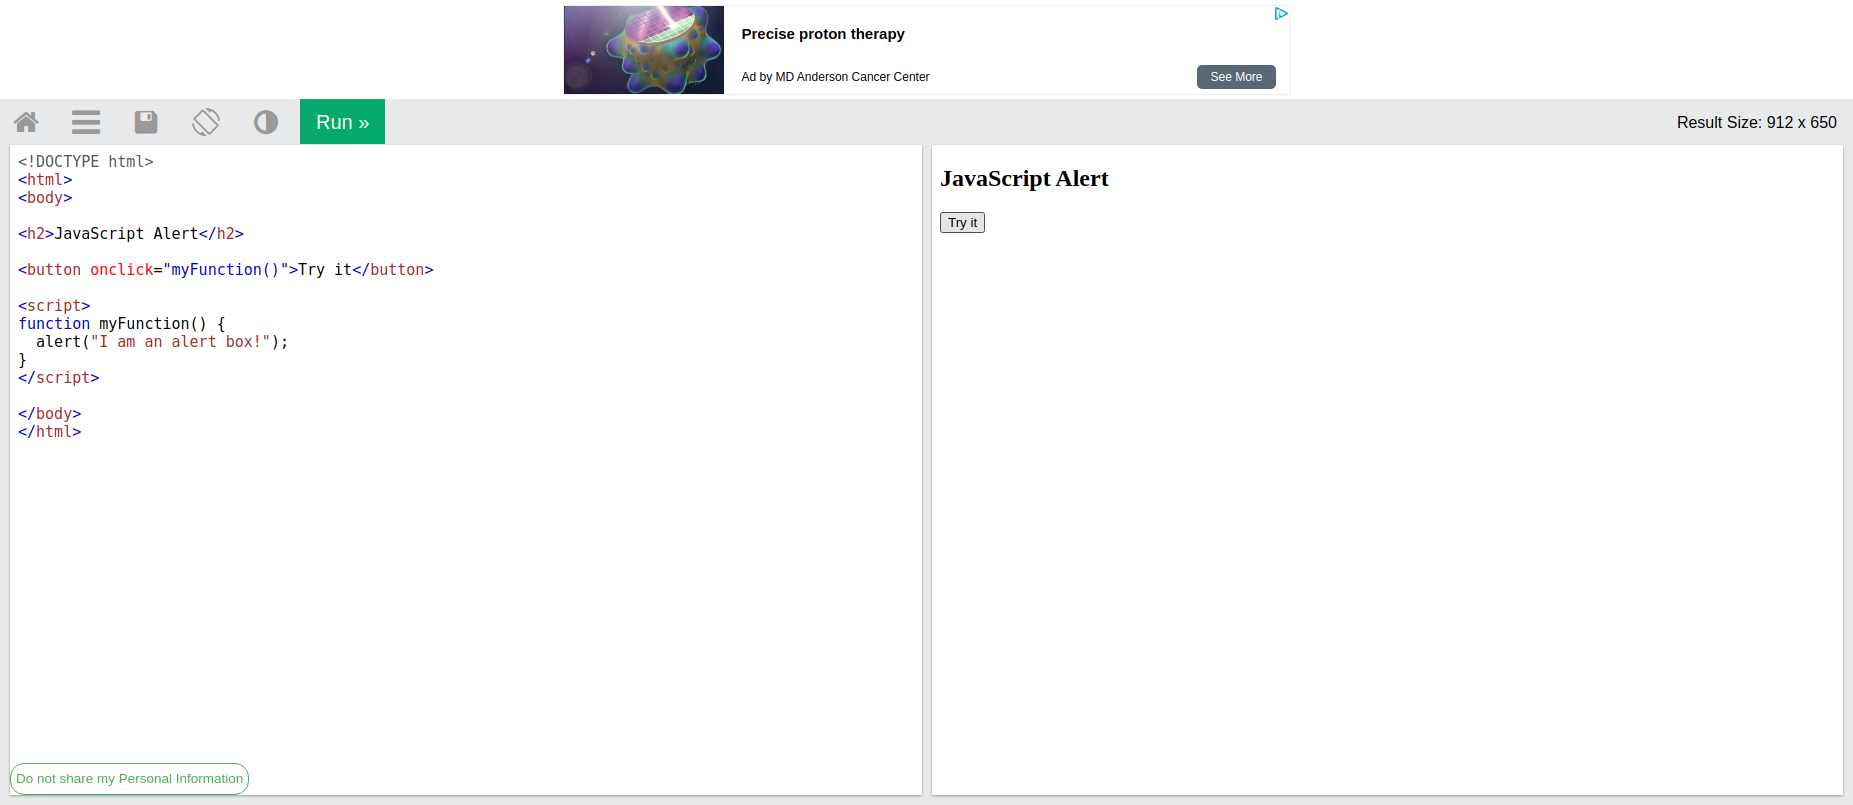 Precise proton therapy
Ad by MD Anderson Cancer Center
See More
Run »
Result Size: 912 x 650
<!DOCTYPE html>
<html>
<body>
<h2>JavaScript Alert</h2>
<button onclick="myFunction()">Try it</button>
<script>
function myFunction() {
  alert("I am an alert box!");
}
</script>
</body>
</html>
JavaScript Alert
Try it
Do not share my Personal Information